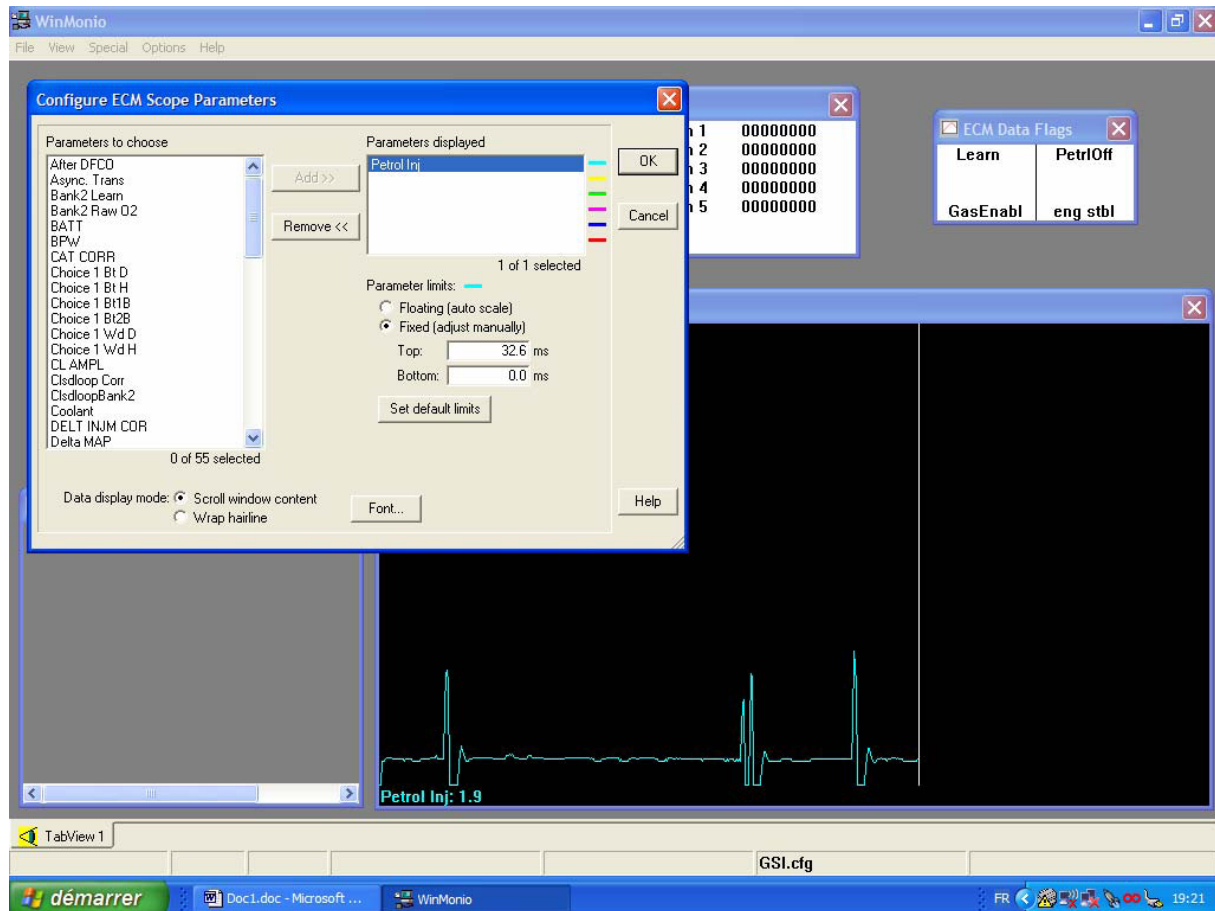 WinMonio
File View Special Options Help
Configure ECM Scope Parameters
Parameters to choose
After DFCO
Async. Trans
Bank2 Learn
Bank2 Raw O2
BATT
BPW
CAT CORR
Choice 1 Bt D
Choice 1 Bt H
Choice 1 Bt1B
Choice 1 Bt2B
Choice 1 Wd D
Choice 1 Wd H
CL AMPL
Clsdloop Corr
ClsdloopBank2
Coolant
DELT INJM COR
Delta MAP
0 of 55 selected
Add >>
Remove <<
Parameters displayed
Petrol Inj
1 of 1 selected
Parameter limits:
Floating (auto scale)
Fixed (adjust manually)
Top: 32.6 ms
Bottom: 0.0 ms
Set default limits
OK
Cancel
Data display mode: Scroll window content
Wrap hairline
Font...
Help
1 00000000
2 00000000
3 00000000
4 00000000
5 00000000
ECM Data Flags
Learn PetrlOff
GasEnabl eng stbl
Petrol Inj: 1.9
TabView 1
GSI.cfg
démarrer Doc1.doc - Microsoft ... WinMonio FR 19:21